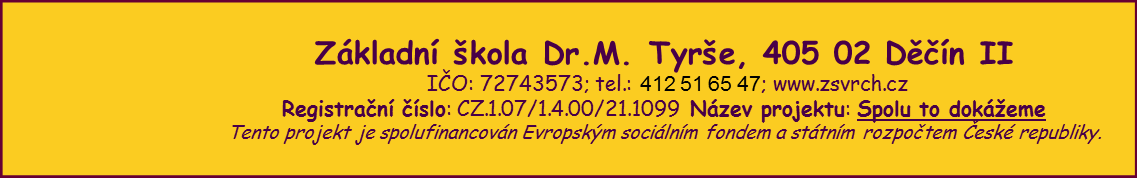 Základní škola Dr.M. Tyrše, 405 02 Děčín II
IČO: 72743573; tel.: 412 51 65 47; www.zsvrch.cz
Registrační číslo: CZ.1.07/1.4.00/21.1099 Název projektu: Spolu to dokážeme
Tento projekt je spolufinancován Evropským sociálním fondem a státním rozpočtem České republiky.